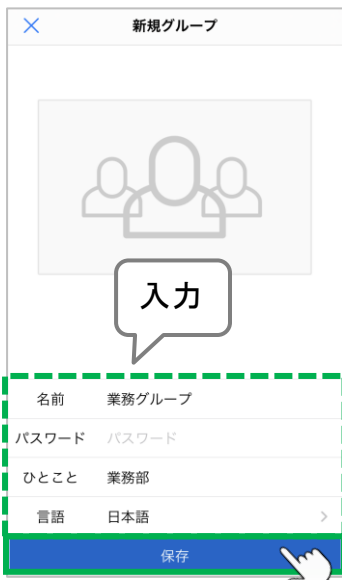 新規グループ
入力
名前 業務グループ
パスワード パスワード
ひとこと 業務部
言語 日本語
保存